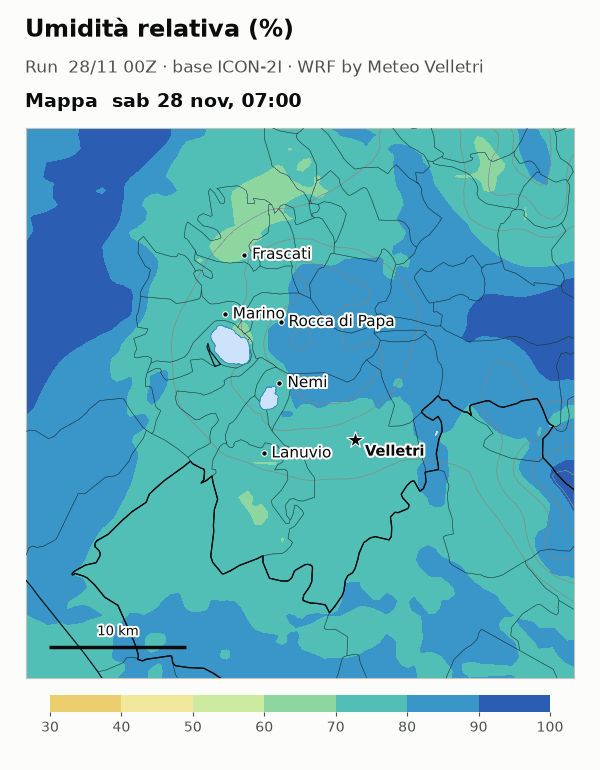 Umidità relativa (%)
Run  28/11 00Z · base ICON-2I · WRF by Meteo Velletri
Mappa  sab 28 nov, 07:00
Frascati
Marino
Rocca di Papa
Nemi
Velletri
Lanuvio
10 km
30 40 50 60 70 80 90 100